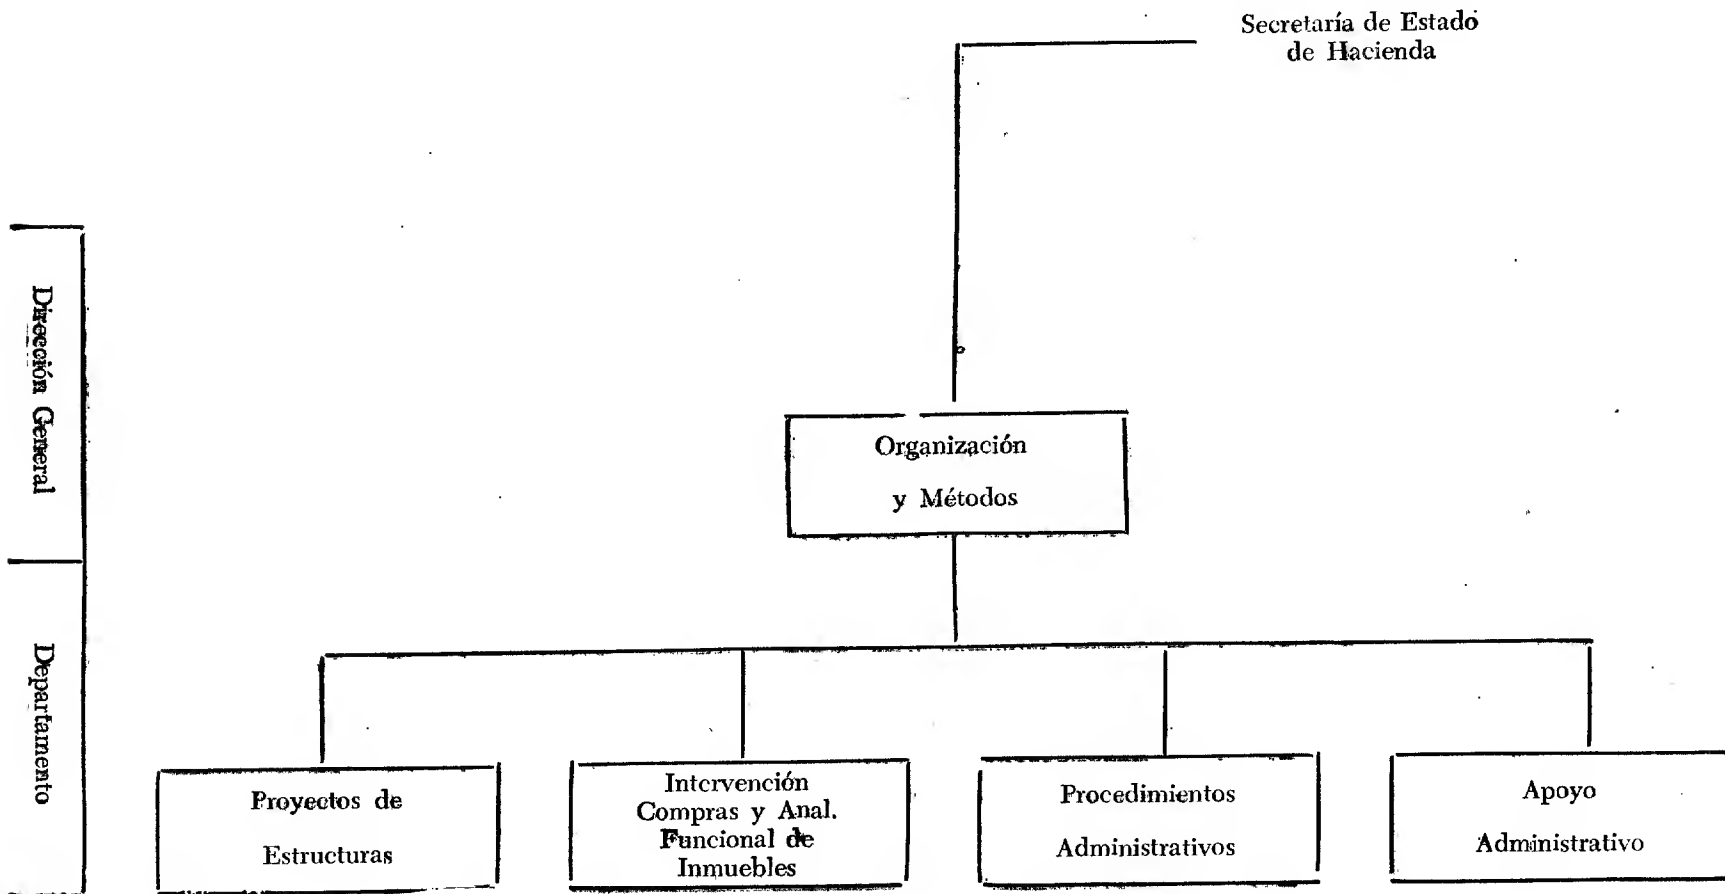 Secretaría de Estado
de Hacienda
Dirección General
Organización
y Métodos
Departamento
Proyectos de
Estructuras
Intervención
Compras y Anal.
Funcional de
Inmuebles
Procedimientos
Administrativos
Apoyo
Administrativo